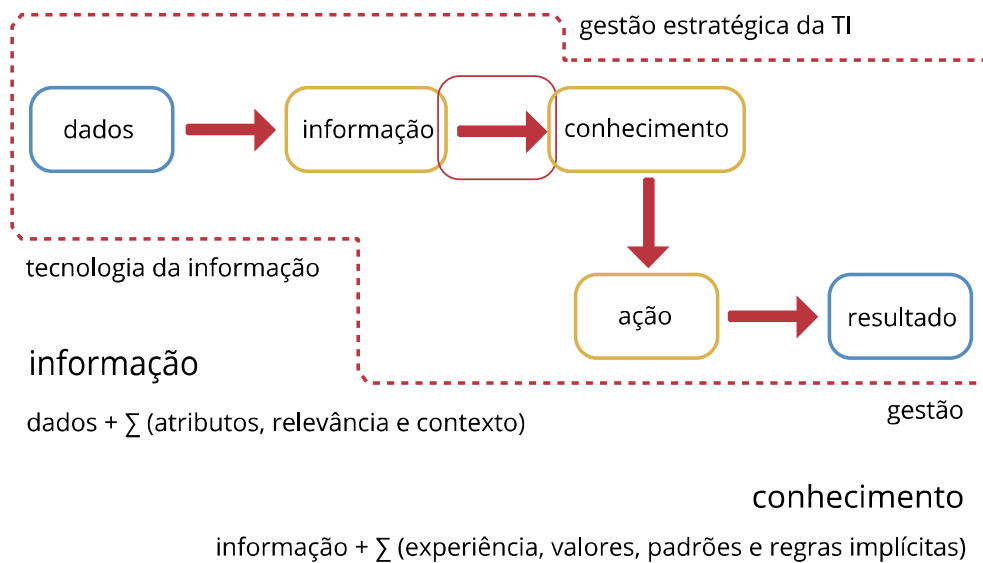 gestão estratégica da TI
dados
informação
conhecimento
tecnologia da informação
ação
resultado
informação
gestão
dados + ∑ (atributos, relevância e contexto)
conhecimento
informação + ∑ (experiência, valores, padrões e regras implícitas)